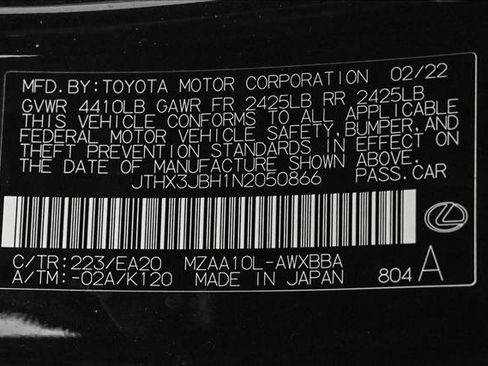 MFD.BY:TOYOTA MOTOR CORPORATION 02/22
GVWR 4410LB GAWR FR 2425LB RR 2425LB
THIS VEHICLE CONFORMS TO ALL APPLICABLE
FEDERAL MOTOR VEHICLE SAFETY,BUMPER,AND
THEFT PREVENTION STANDARDS IN EFFECT ON
THE DATE OF MANUFACTURE SHOWN ABOVE.
JTHX3JBH1N2050866 PASS.CAR
C/TR:223/EA20 MZAA10L-AWXBBA
A/TM:-02A/K120 MADE IN JAPAN 804 A